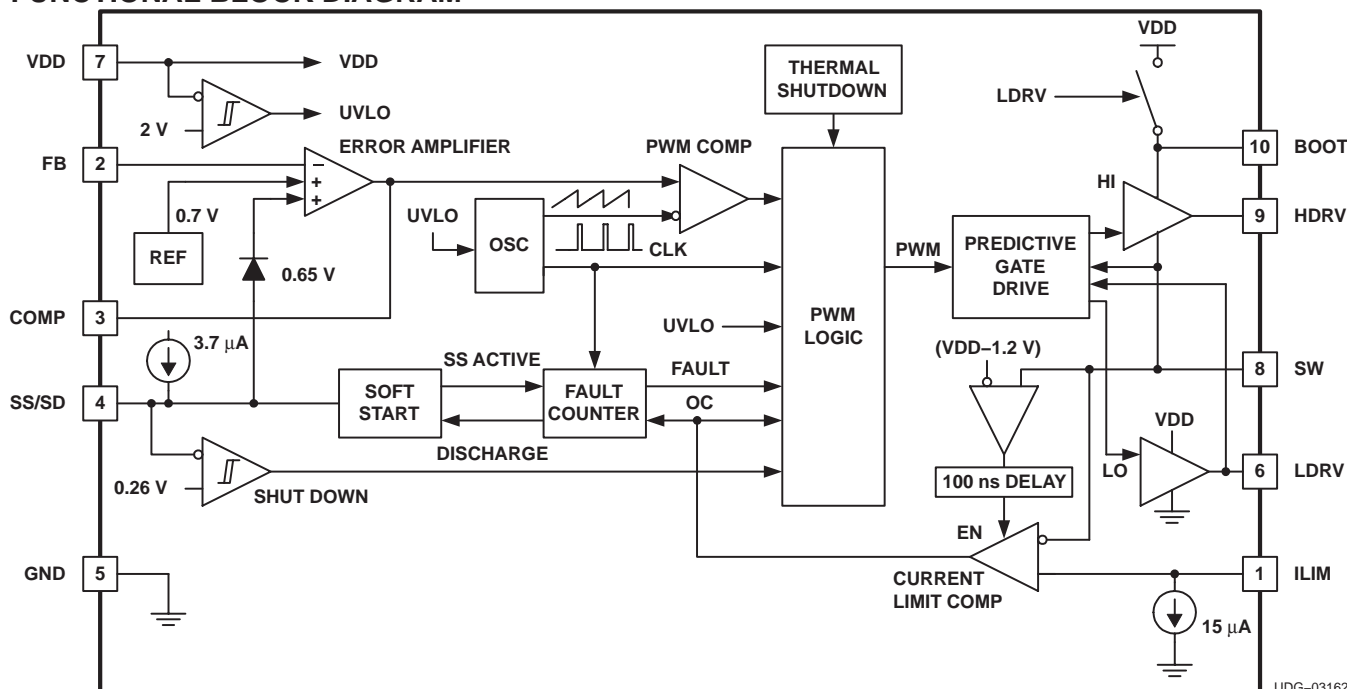 FUNCTIONAL BLOCK DIAGRAM
VDD
7
VDD
UVLO
2 V
FB
2
ERROR AMPLIFIER
0.7 V
REF
0.65 V
COMP
3
3.7 μA
SS/SD
4
SOFT
START
SS ACTIVE
FAULT
COUNTER
FAULT
OC
DISCHARGE
0.26 V
SHUT DOWN
GND
5
UVLO
OSC
CLK
PWM COMP
THERMAL
SHUTDOWN
UVLO
PWM
LOGIC
PWM
PREDICTIVE
GATE
DRIVE
VDD
LDRV
HI
10
BOOT
9
HDRV
(VDD–1.2 V)
8
SW
100 ns DELAY
VDD
LO
6
LDRV
EN
CURRENT
LIMIT COMP
1
ILIM
15 μA
UDG–03162